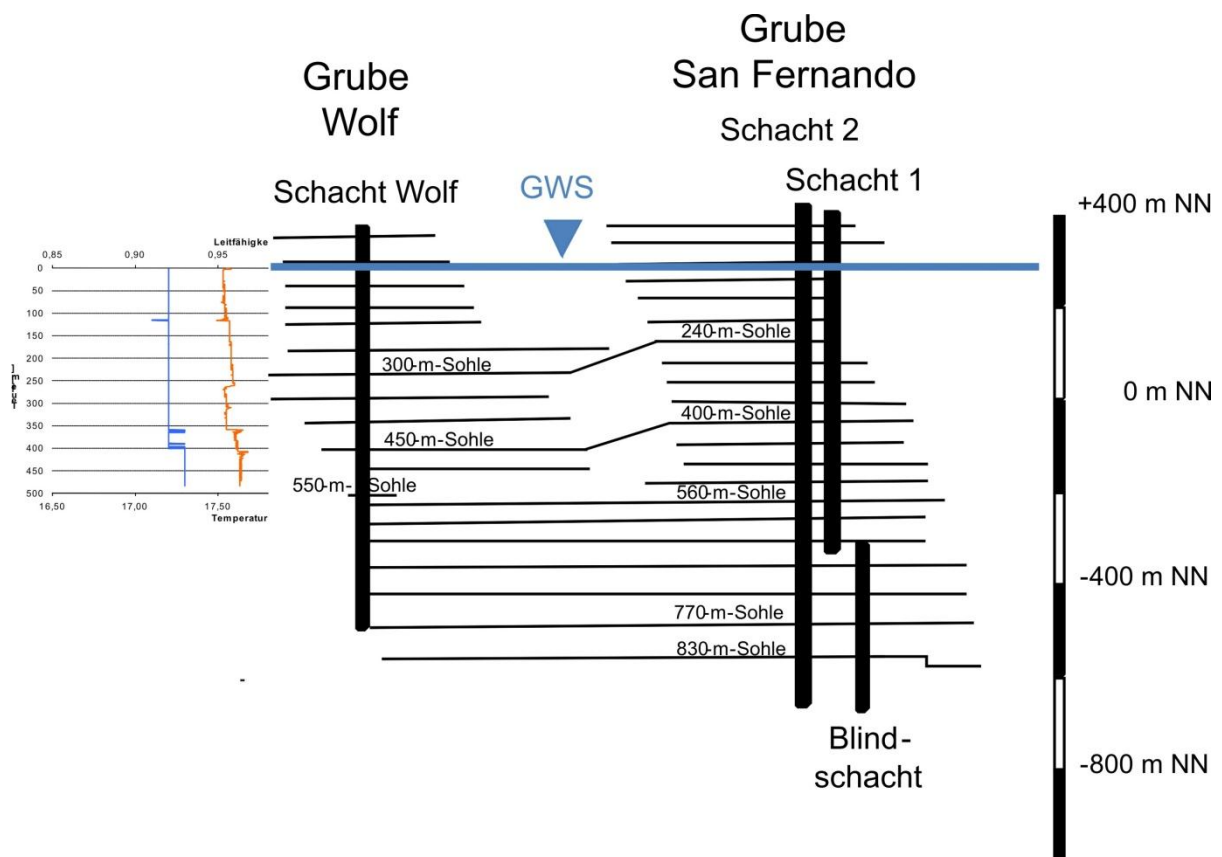 Grube
San Fernando
Grube
Wolf
Schacht 2
Schacht 1
Schacht Wolf
GWS
+400 m NN
Leitfähigke
0,85
0,90
0,95
0
50
100
150
200
250
300
350
400
450
500
16,50
17,00
17,50
Temperatur
240-m-Sohle
300-m-Sohle
0 m NN
400-m-Sohle
450-m-Sohle
550-m- Sohle
560-m-Sohle
-400 m NN
770-m-Sohle
830-m-Sohle
Blind-
schacht
-800 m NN